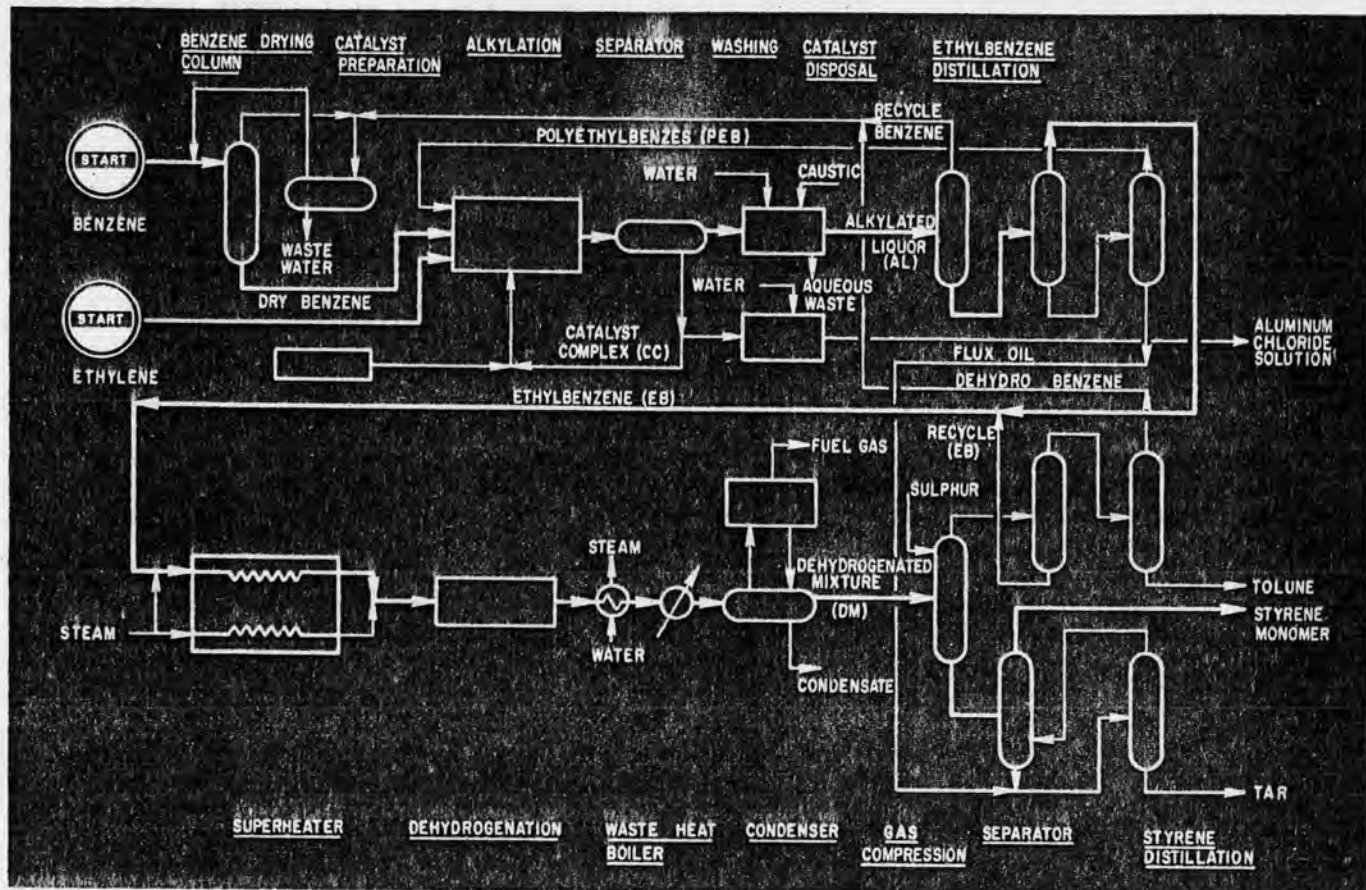 BENZENE DRYING
COLUMN
CATALYST
PREPARATION
ALKYLATION
SEPARATOR
WASHING
CATALYST
DISPOSAL
ETHYLBENZENE
DISTILLATION
START
BENZENE
RECYCLE
BENZENE
POLYETHYLBENZES (PEB)
WATER
CAUSTIC
WASTE
WATER
ALKYLATED
LIQUOR
(AL)
DRY BENZENE
WATER
AQUEOUS
WASTE
START
ETHYLENE
CATALYST
COMPLEX (CC)
ALUMINUM
CHLORIDE
SOLUTION
FLUX OIL
DEHYDRO BENZENE
ETHYLBENZENE (EB)
RECYCLE
(EB)
FUEL GAS
SULPHUR
STEAM
DEHYDROGENATED
MIXTURE
(DM)
TOLUNE
STYRENE
MONOMER
STEAM
WATER
CONDENSATE
TAR
SUPERHEATER
DEHYDROGENATION
WASTE HEAT
BOILER
CONDENSER
GAS
COMPRESSION
SEPARATOR
STYRENE
DISTILLATION